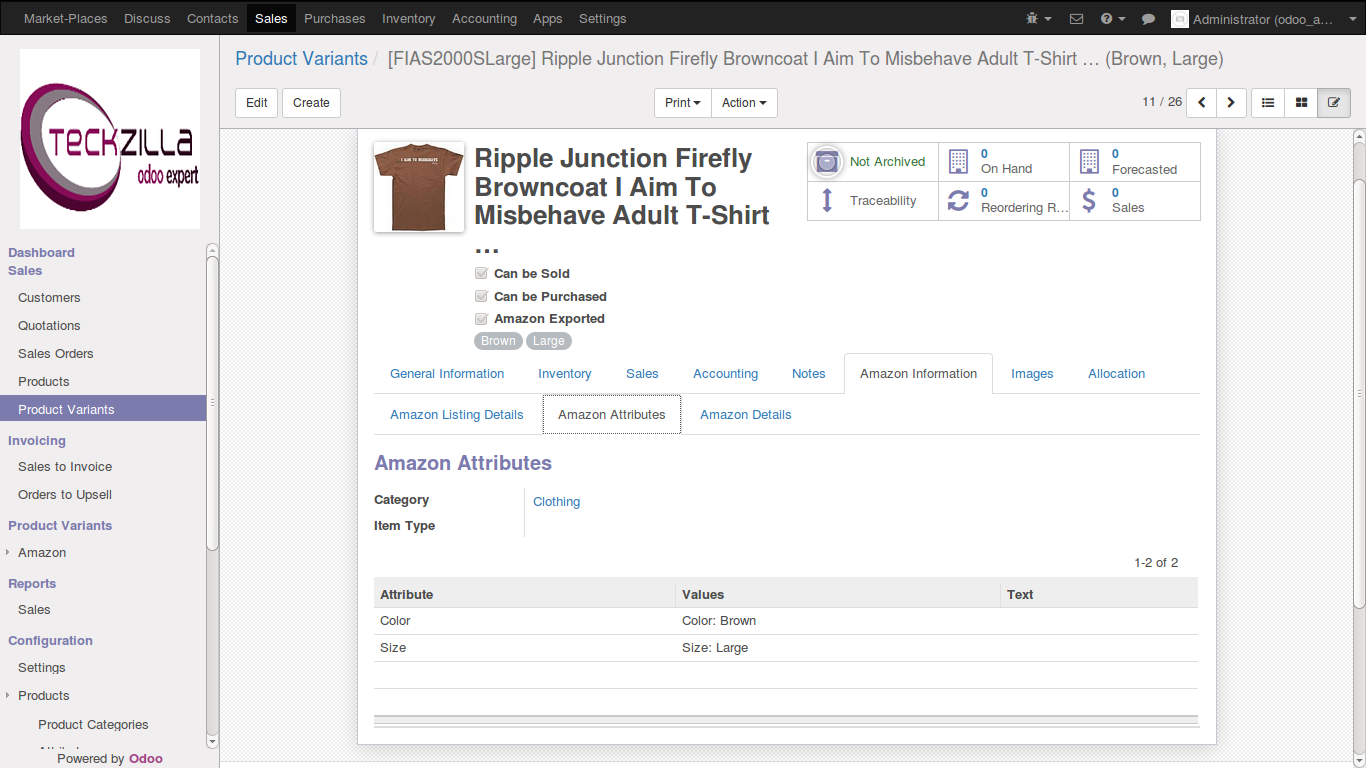 Market-Places Discuss Contacts Sales Purchases Inventory Accounting Apps Settings Administrator (odoo_a...
TECKZILLA
odoo expert
Product Variants / [FIAS2000SLarge] Ripple Junction Firefly Browncoat I Aim To Misbehave Adult T-Shirt ... (Brown, Large)
Edit Create Print Action 11 / 26
Dashboard
Sales
Customers
Quotations
Sales Orders
Products
Product Variants
Invoicing
Sales to Invoice
Orders to Upsell
Product Variants
Amazon
Reports
Sales
Configuration
Settings
Products
Product Categories
Powered by Odoo
I AIM TO MISBEHAVE
Ripple Junction Firefly
Browncoat I Aim To
Misbehave Adult T-Shirt
...
Can be Sold
Can be Purchased
Amazon Exported
Brown Large
Not Archived
0
On Hand
0
Forecasted
Traceability
0
Reordering R...
0
Sales
General Information Inventory Sales Accounting Notes Amazon Information Images Allocation
Amazon Listing Details Amazon Attributes Amazon Details
Amazon Attributes
Category Clothing
Item Type
1-2 of 2
Attribute Values Text
Color Color: Brown
Size Size: Large